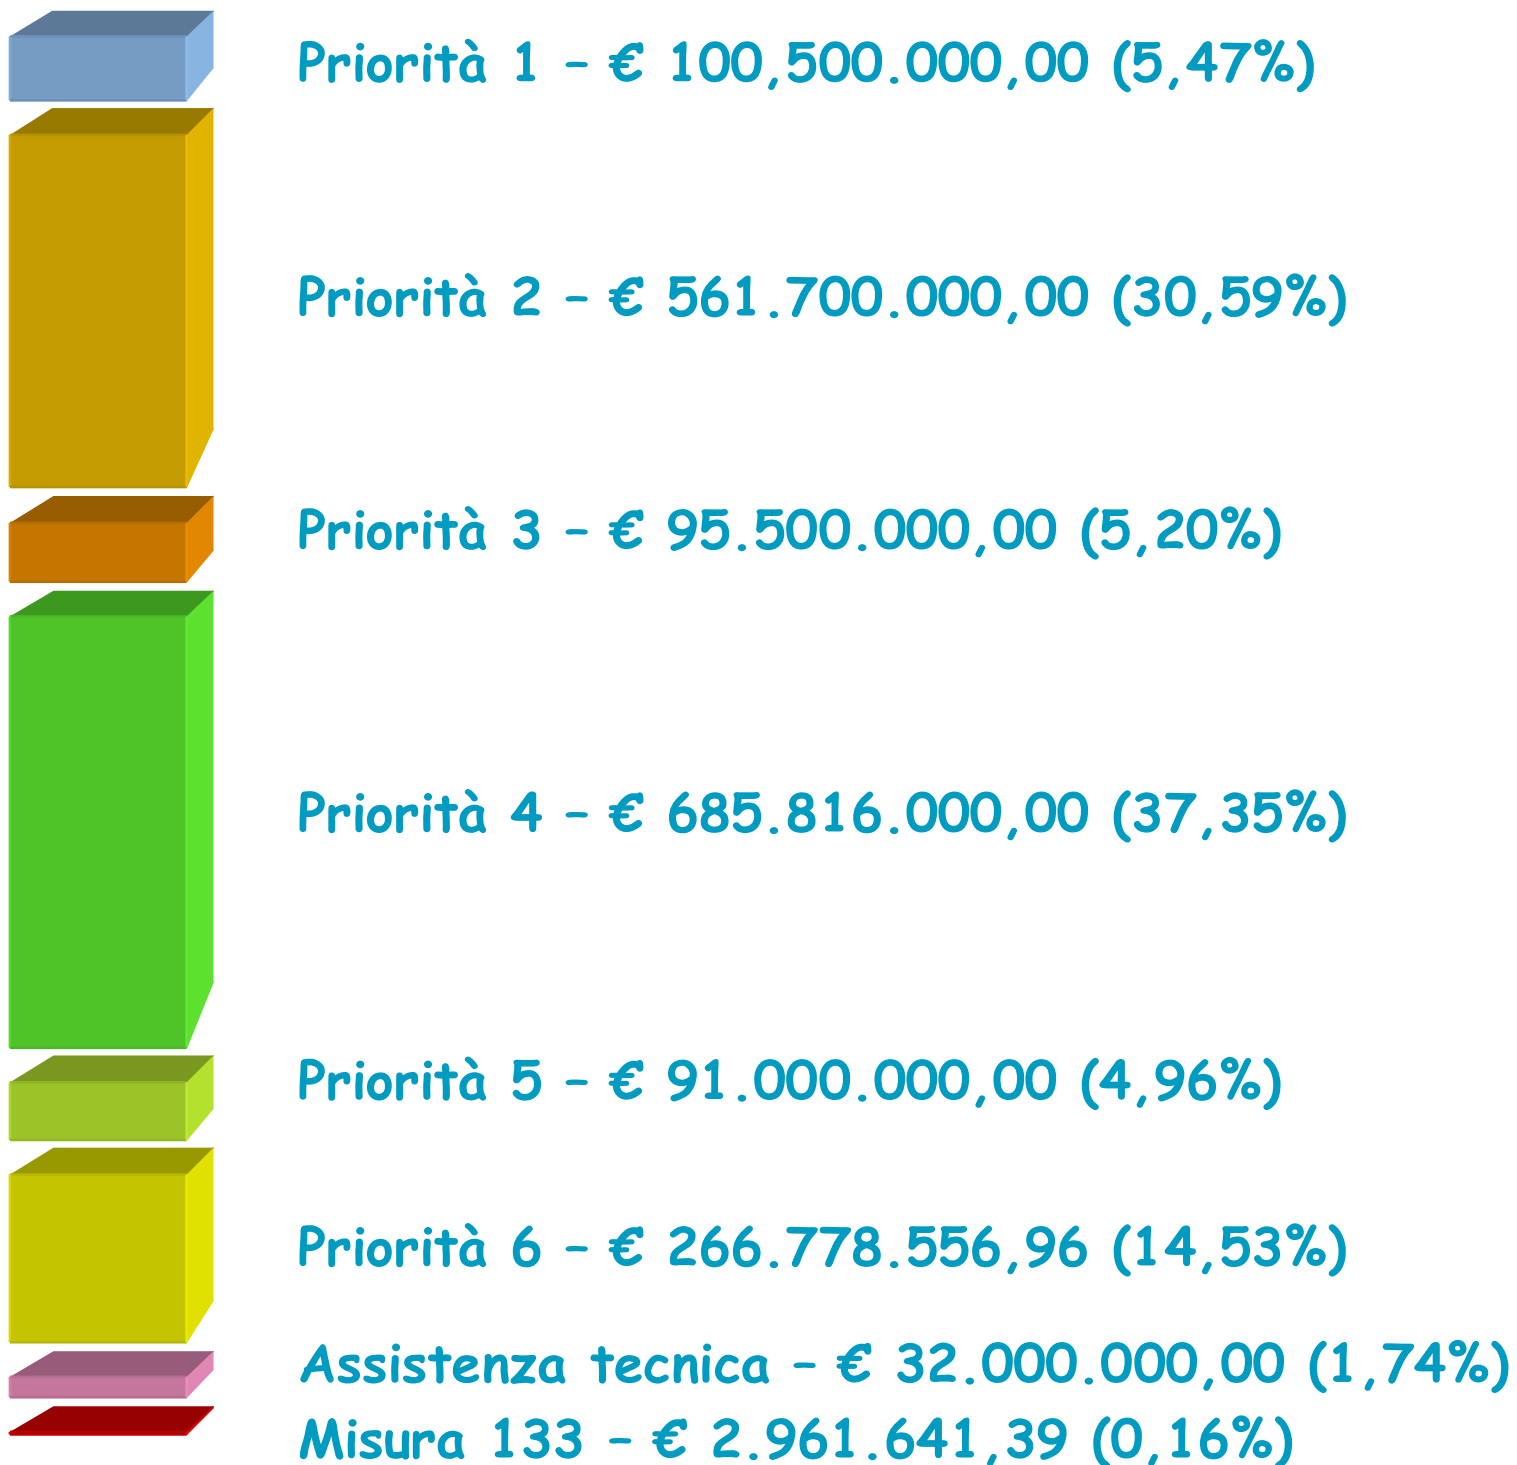 Priorità 1 – € 100,500.000,00 (5,47%)
Priorità 2 – € 561.700.000,00 (30,59%)
Priorità 3 – € 95.500.000,00 (5,20%)
Priorità 4 – € 685.816.000,00 (37,35%)
Priorità 5 – € 91.000.000,00 (4,96%)
Priorità 6 – € 266.778.556,96 (14,53%)
Assistenza tecnica – € 32.000.000,00 (1,74%)
Misura 133 – € 2.961.641,39 (0,16%)